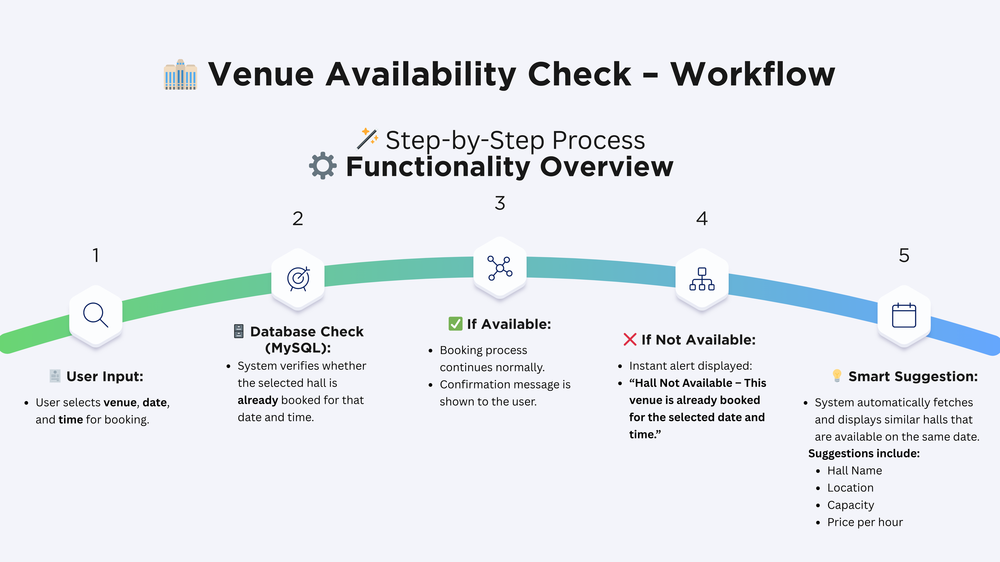 Venue Availability Check – Workflow
Step-by-Step Process
Functionality Overview
1
User Input:
• User selects venue, date,
and time for booking.
2
Database Check
(MySQL):
• System verifies whether
the selected hall is
already booked for that
date and time.
3
If Available:
• Booking process
continues normally.
• Confirmation message is
shown to the user.
4
If Not Available:
• Instant alert displayed:
• “Hall Not Available – This
venue is already booked
for the selected date and
time.”
5
Smart Suggestion:
• System automatically fetches
and displays similar halls that
are available on the same date.
Suggestions include:
• Hall Name
• Location
• Capacity
• Price per hour